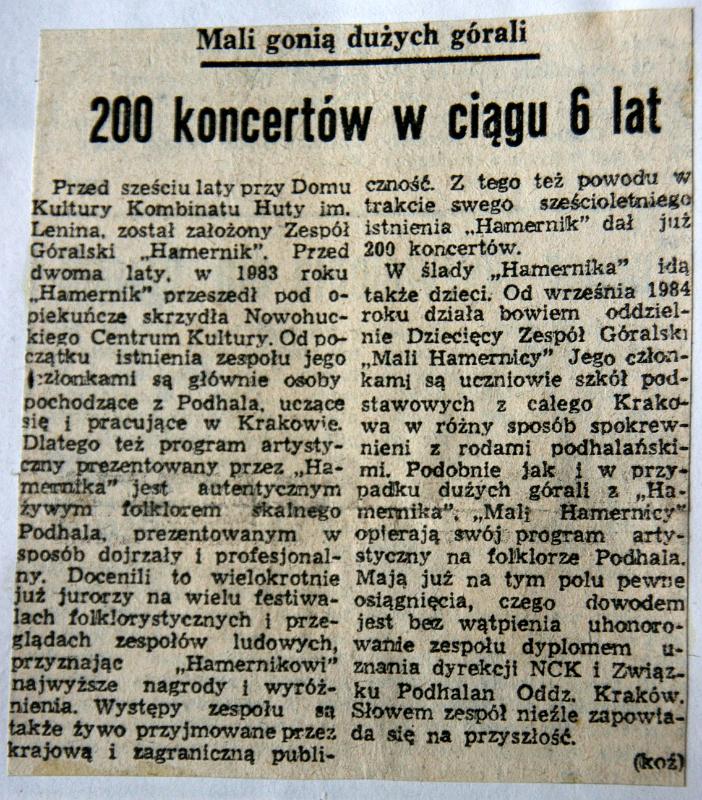 Mali gonią dużych górali
200 koncertów w ciągu 6 lat
Przed sześciu laty przy Domu
Kultury Kombinatu Huty im.
Lenina, został założony Zespół
Góralski „Hamernik". Przed
dwoma laty, w 1983 roku
„Hamernik" przeszedł pod o-
piekuńcze skrzydła Nowohuc-
kiego Centrum Kultury. Od po-
czątku istnienia zespołu jego
członkami są głównie osoby
pochodzące z Podhala, uczące
się i pracujące w Krakowie.
Dlatego też program artysty-
czny prezentowany przez „Ha-
mernika" jest autentycznym
żywym folklorem skalnego
Podhala, prezentowanym w
sposób dojrzały i profesjonal-
ny. Docenili to wielokrotnie
już jurorzy na wielu festiwa-
lach folklorystycznych i prze-
glądach zespołów ludowych,
przyznając „Hamernikowi"
najwyższe nagrody i wyróż-
nienia. Występy zespołu są
także żywo przyjmowane przez
krajową i zagraniczną publi-
czność. Z tego też powodu w
trakcie swego sześcioletniego
istnienia „Hamernik" dał już
200 koncertów.
W ślady „Hamernika" idą
także dzieci. Od września 1984
roku działa bowiem oddziel-
nie Dziecięcy Zespół Góralski
„Mali Hamernicy" Jego człon-
kami są uczniowie szkół pod-
stawowych z całego Krako-
wa w różny sposób spokrew-
nieni z rodami podhalański-
mi. Podobnie jak i w przy-
padku dużych górali z „Ha-
mernika", „Mali Hamernicy"
opierają swój program arty-
styczny na folklorze Podhala.
Mają już na tym polu pewne
osiągnięcia, czego dowodem
jest bez wątpienia uhonoro-
wanie zespołu dyplomem u-
znania dyrekcji NCK i Związ-
ku Podhalan Oddz. Kraków.
Słowem zespół nieźle zapowia-
da się na przyszłość.
(koź)